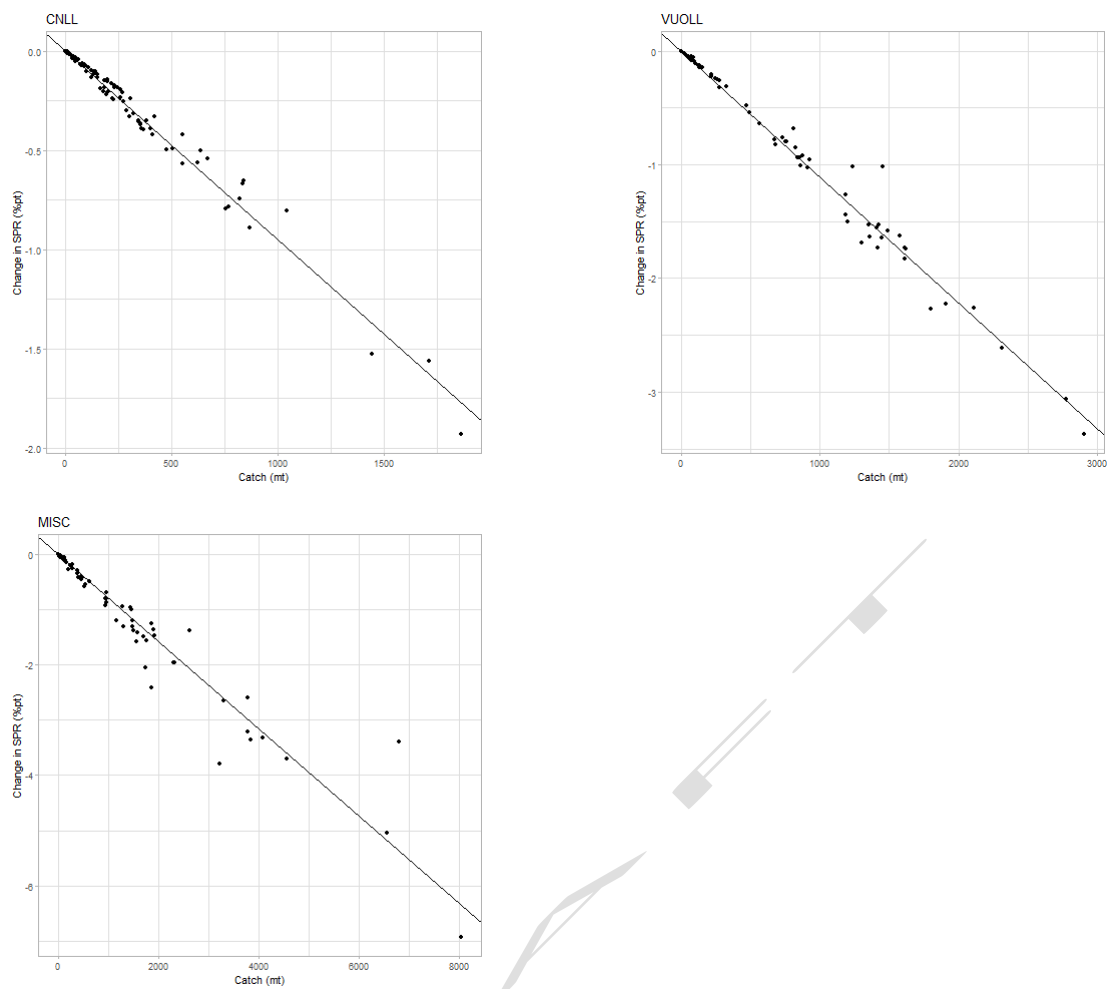 CNLL
0.0
-0.5
-1.0
-1.5
-2.0
Change in SPR (%pt)
0 500 1000 1500
Catch (mt)
VUOLL
0
-1
-2
-3
Change in SPR (%pt)
0 1000 2000 3000
Catch (mt)
MISC
0
-2
-4
-6
Change in SPR (%pt)
0 2000 4000 6000 8000
Catch (mt)